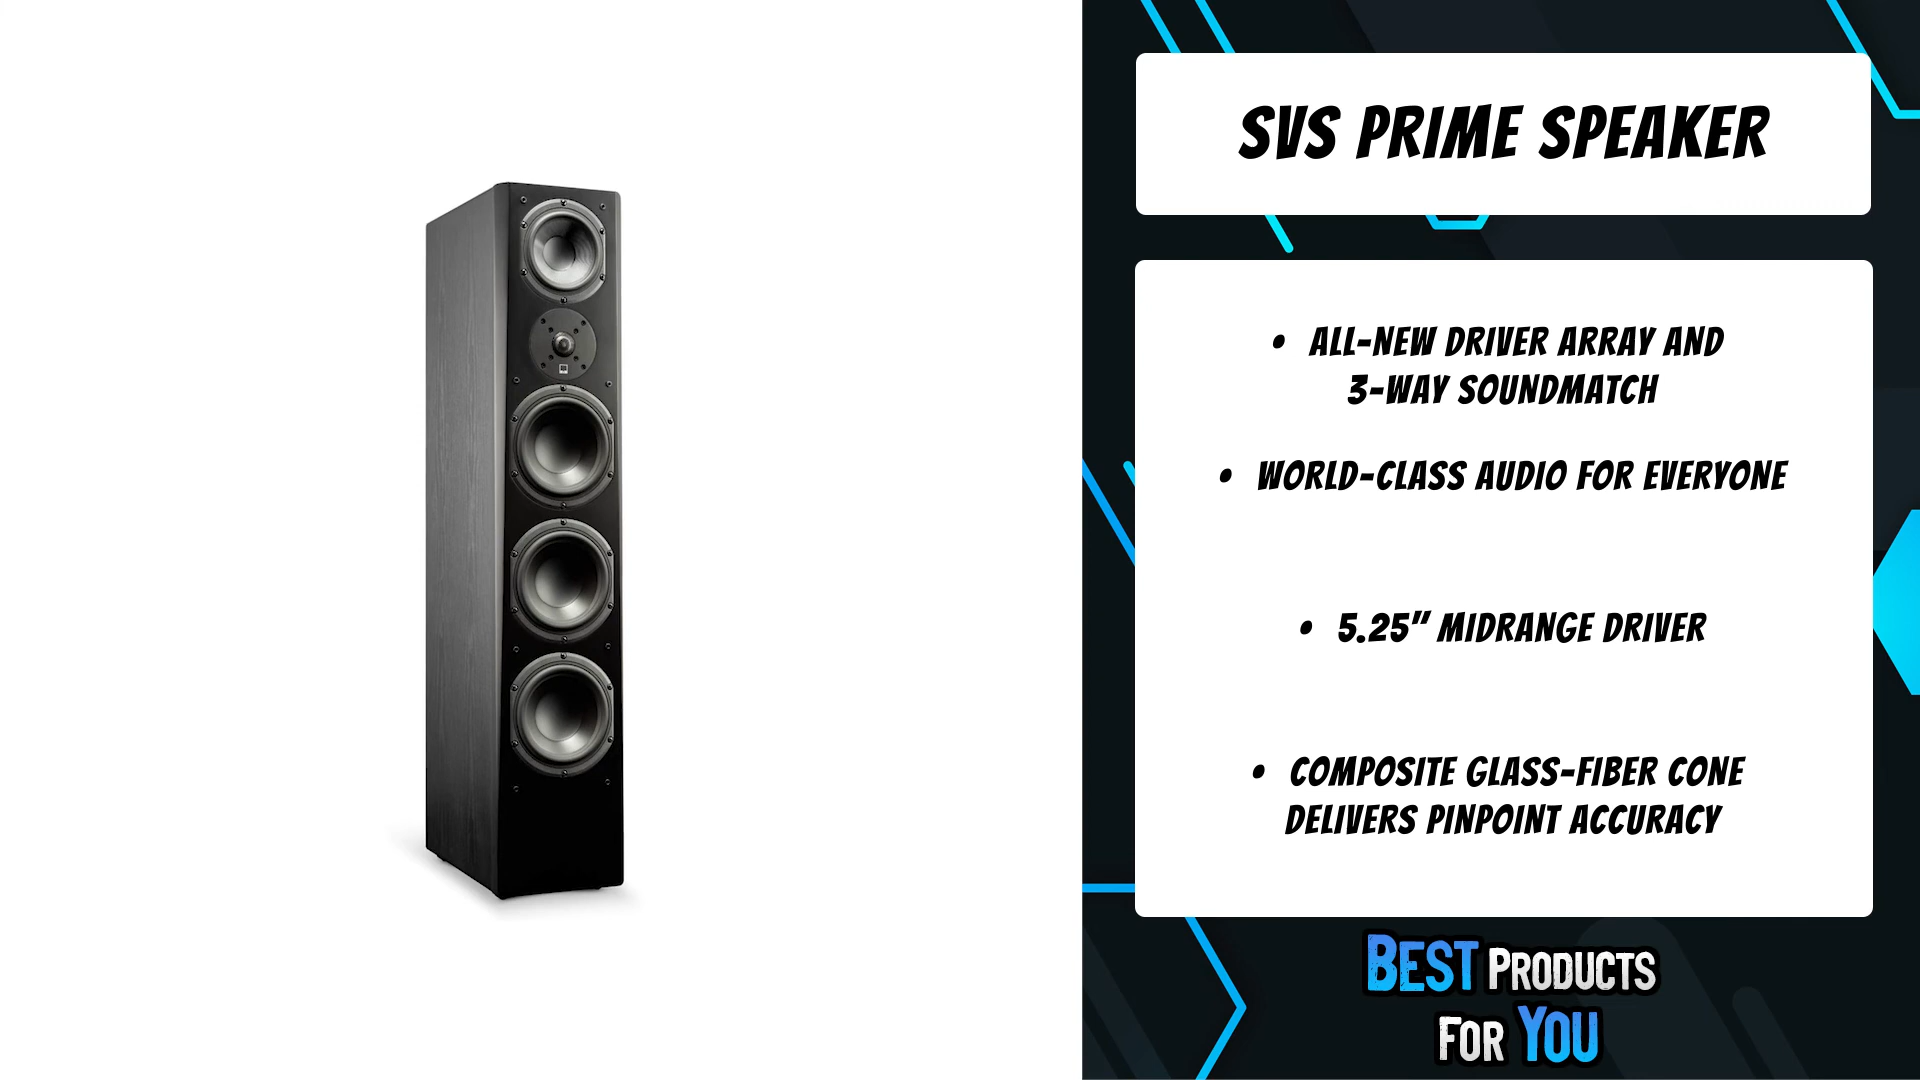 SVS PRIME SPEAKER
• ALL-NEW DRIVER ARRAY AND
3-WAY SOUNDMATCH
• WORLD-CLASS AUDIO FOR EVERYONE
• 5.25" MIDRANGE DRIVER
• COMPOSITE GLASS-FIBER CONE
DELIVERS PINPOINT ACCURACY
BEST PRODUCTS
FOR YOU